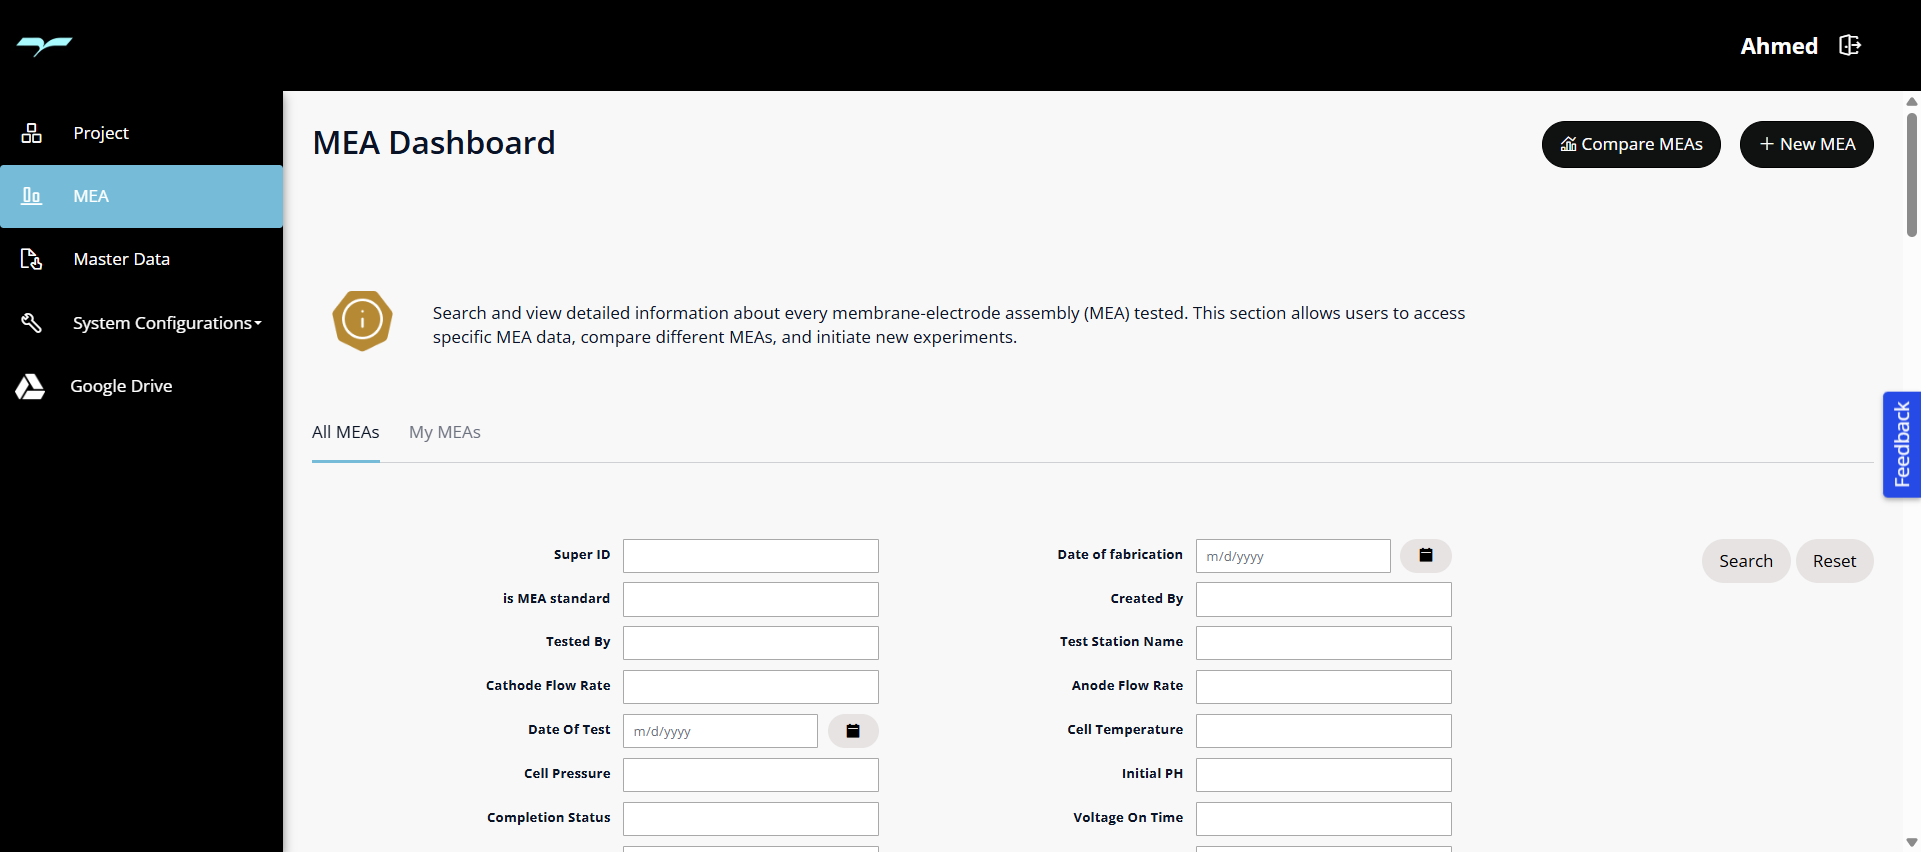 Ahmed
Project
MEA
Master Data
System Configurations
Google Drive
MEA Dashboard
Compare MEAs
+ New MEA
Search and view detailed information about every membrane-electrode assembly (MEA) tested. This section allows users to access
specific MEA data, compare different MEAs, and initiate new experiments.
All MEAs
My MEAs
Feedback
Super ID
Date of fabrication
m/d/yyyy
Search
Reset
is MEA standard
Created By
Tested By
Test Station Name
Cathode Flow Rate
Anode Flow Rate
Date Of Test
m/d/yyyy
Cell Temperature
Cell Pressure
Initial PH
Completion Status
Voltage On Time